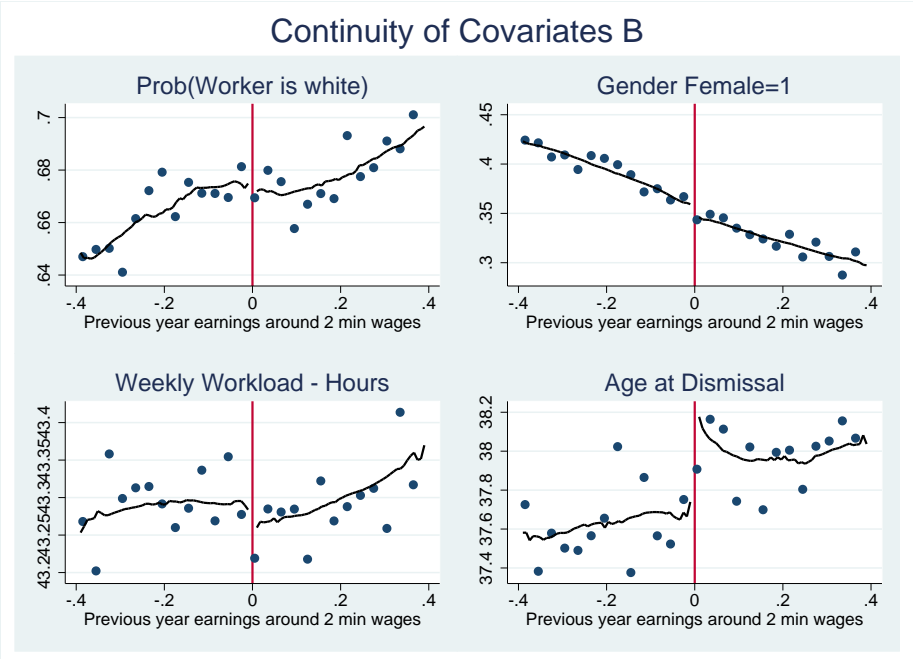 Continuity of Covariates B
Prob(Worker is white)
.64 .66 .68 .7
-.4 -.2 0 .2 .4
Previous year earnings around 2 min wages
Gender Female=1
.3 .35 .4 .45
-.4 -.2 0 .2 .4
Previous year earnings around 2 min wages
Weekly Workload - Hours
43.243.2543.343.3543.4
-.4 -.2 0 .2 .4
Previous year earnings around 2 min wages
Age at Dismissal
37.4 37.6 37.8 38 38.2
-.4 -.2 0 .2 .4
Previous year earnings around 2 min wages